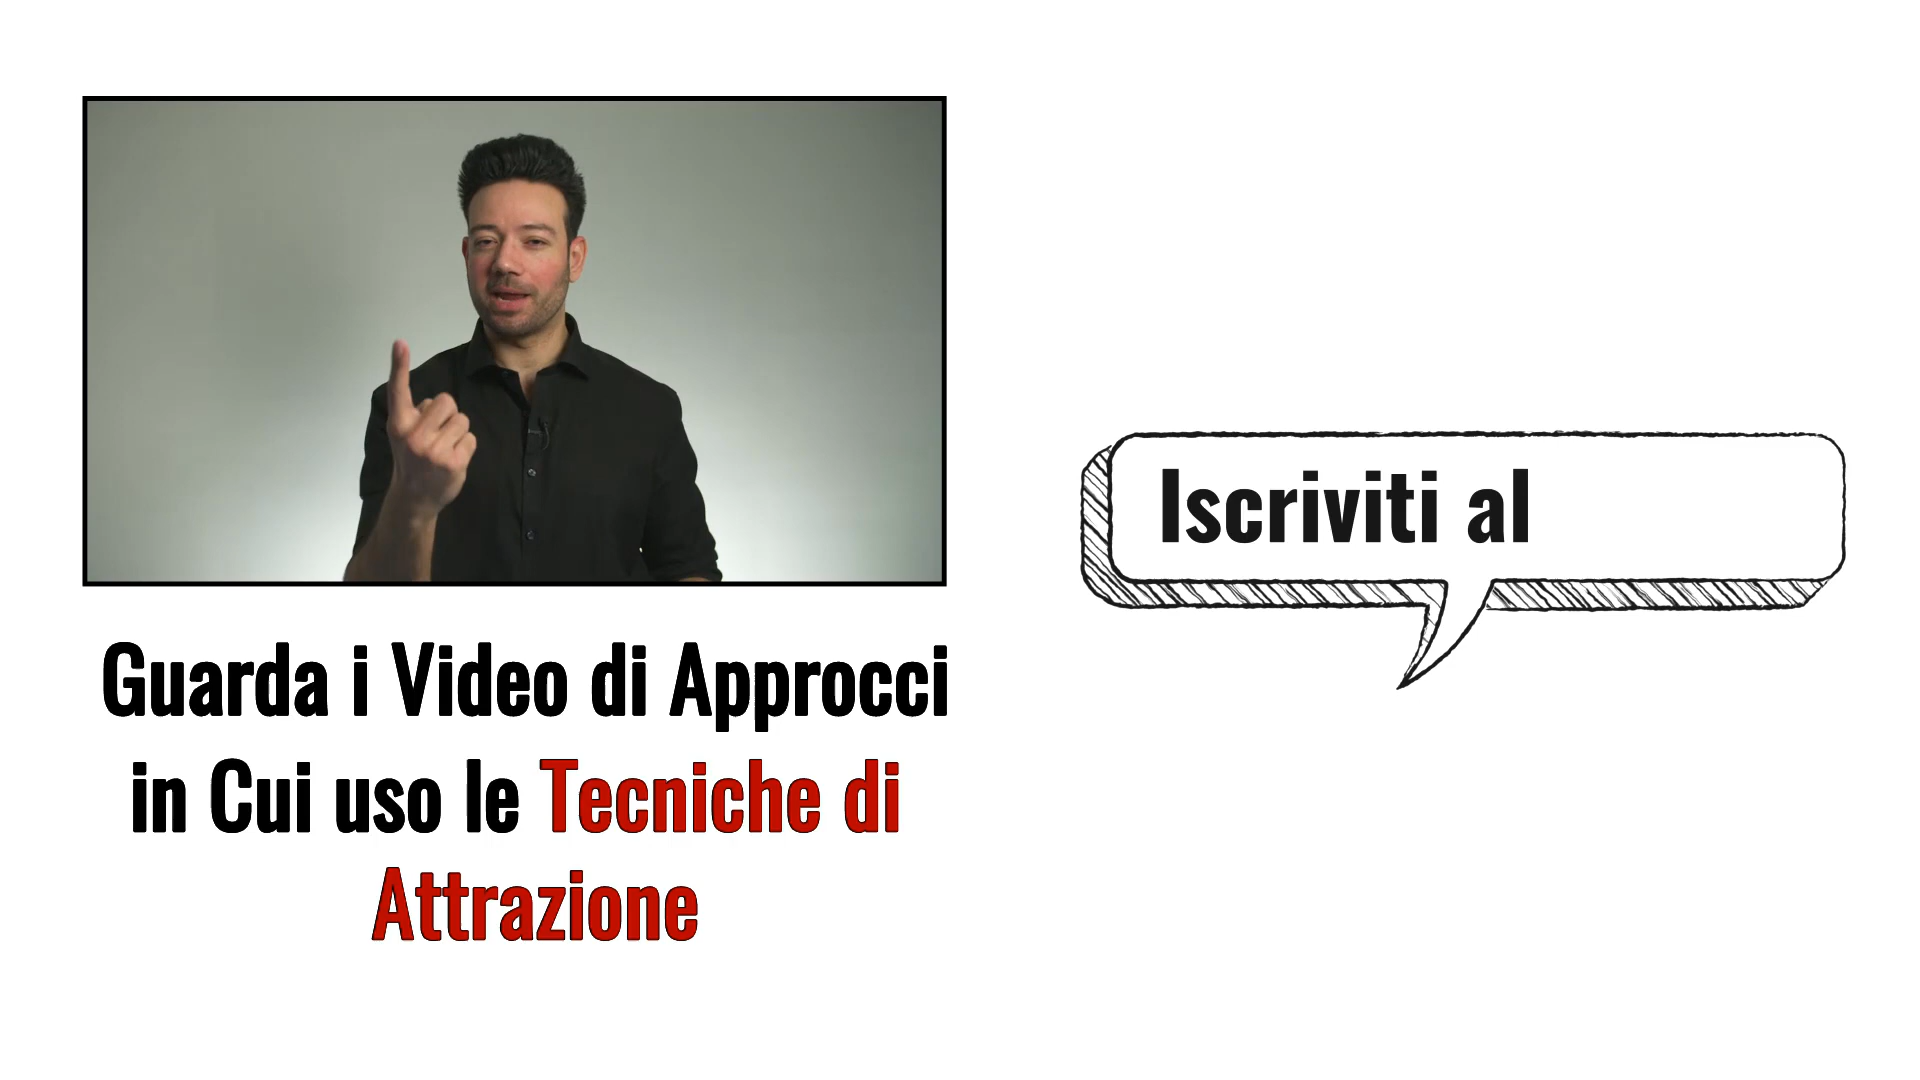 Guarda i Video di Approcci
in Cui uso le Tecniche di
Attrazione
Iscriviti al